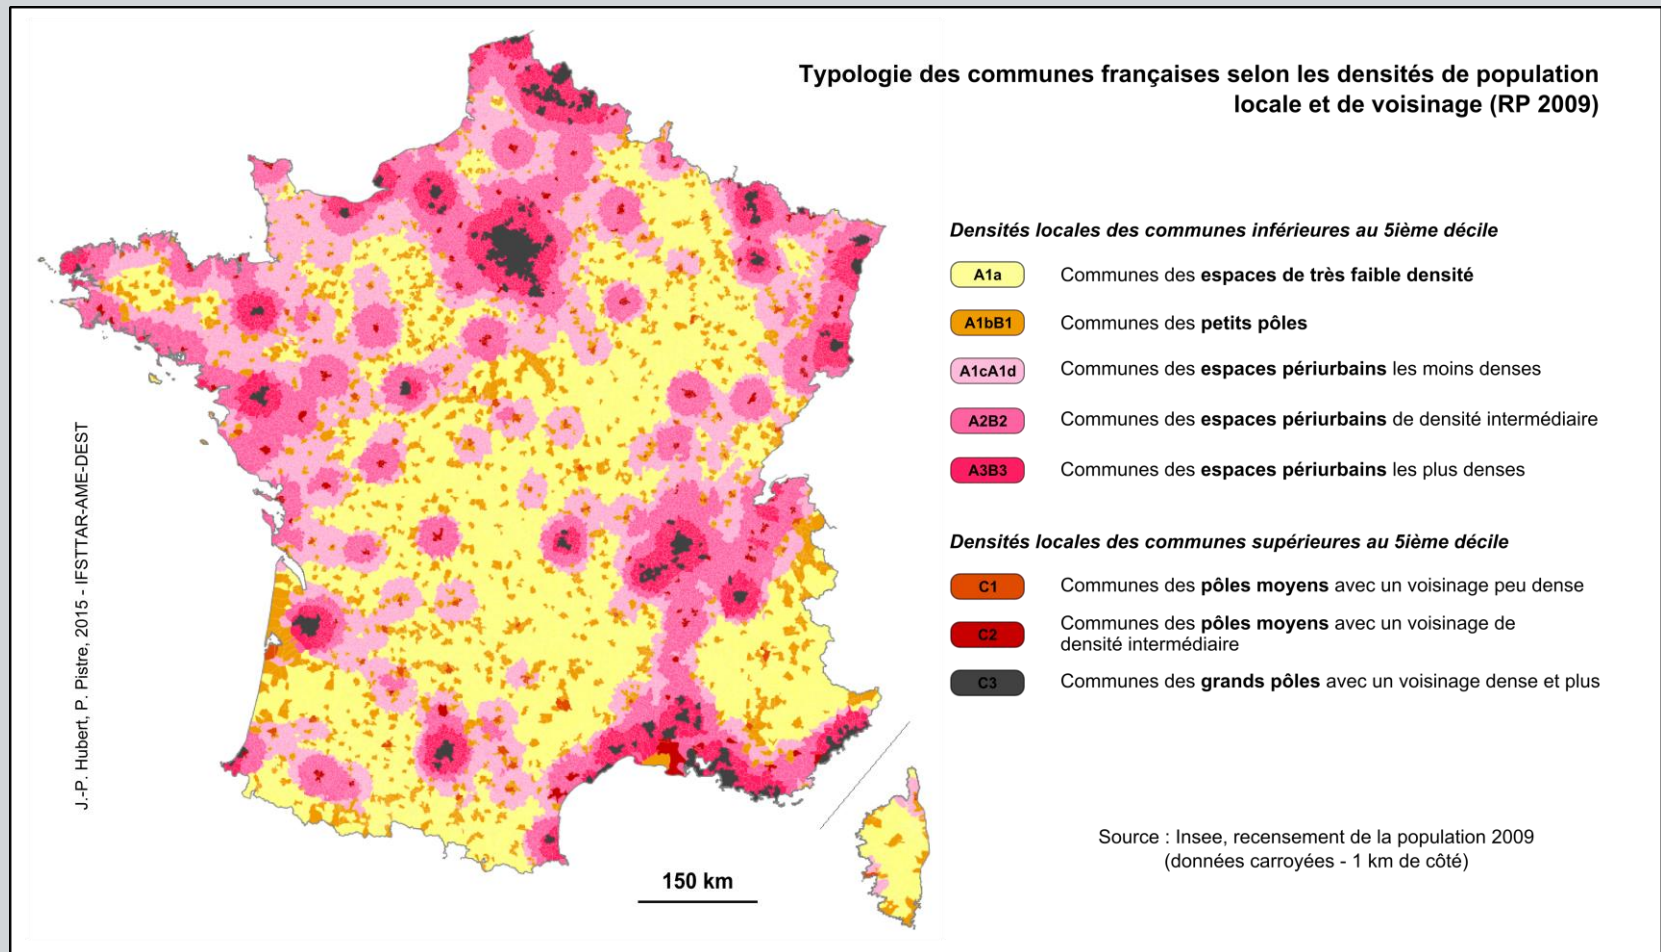 Typologie des communes françaises selon les densités de population
locale et de voisinage (RP 2009)
Densités locales des communes inférieures au 5ième décile
A1a Communes des espaces de très faible densité
A1bB1 Communes des petits pôles
A1cA1d Communes des espaces périurbains les moins denses
A2B2 Communes des espaces périurbains de densité intermédiaire
A3B3 Communes des espaces périurbains les plus denses
Densités locales des communes supérieures au 5ième décile
C1 Communes des pôles moyens avec un voisinage peu dense
C2 Communes des pôles moyens avec un voisinage de
densité intermédiaire
C3 Communes des grands pôles avec un voisinage dense et plus
J.-P. Hubert, P. Pistre, 2015 - IFSTTAR-AME-DEST
150 km
Source : Insee, recensement de la population 2009
(données carroyées - 1 km de côté)